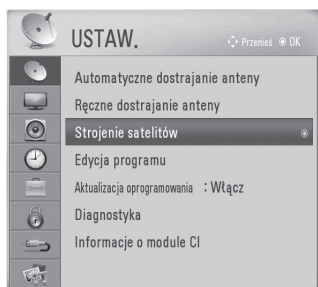 USTAW.
Przenieś OK
Automatyczne dostrajanie anteny
Ręczne dostrajanie anteny
Strojenie satelitów
Edycja programu
Aktualizacja oprogramowania : Włącz
Diagnostyka
Informacje o module CI